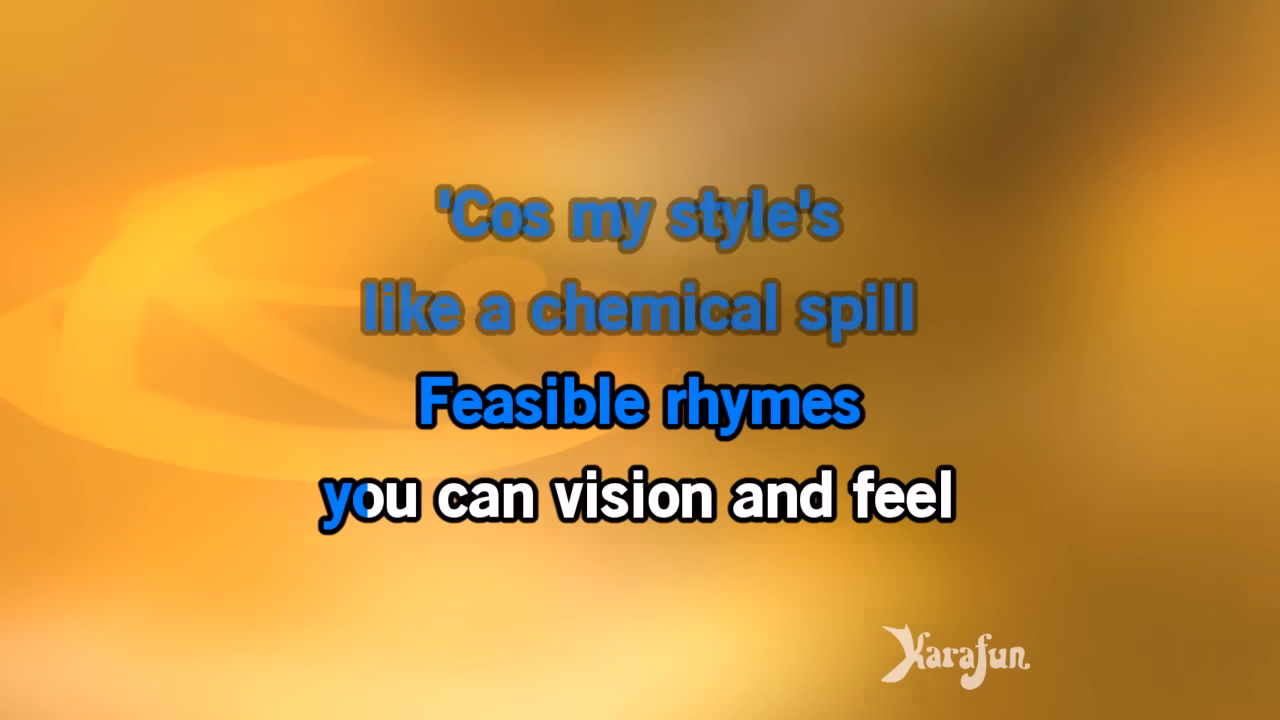 'Cos my style's
like a chemical spill
Feasible rhymes
you can vision and feel
Karafun